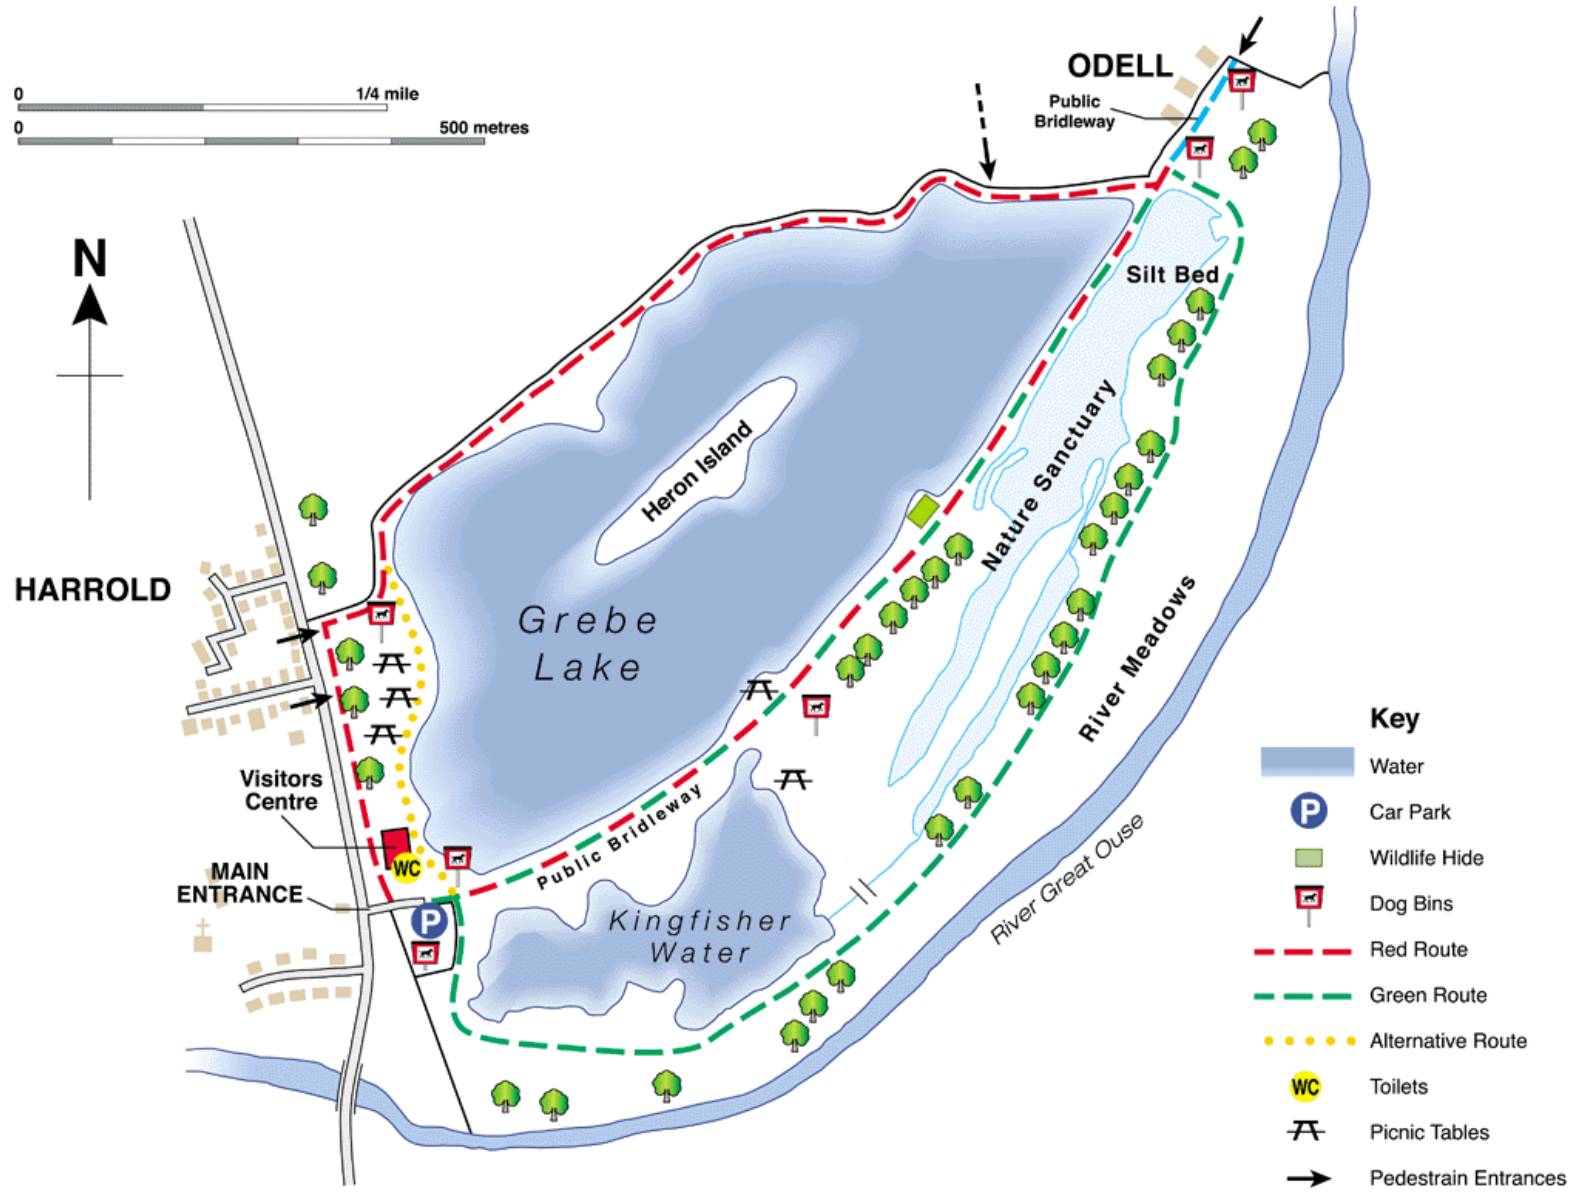 0
1/4 mile
0
500 metres
ODELL
Public
Bridleway
N
Silt Bed
Heron Island
Nature Sanctuary
HARROLD
Grebe
Lake
River Meadows
Visitors
Centre
WC
MAIN
ENTRANCE
Public Bridleway
P
Kingfisher
Water
River Great Ouse
Key
Water
P
Car Park
Wildlife Hide
Dog Bins
Red Route
Green Route
Alternative Route
WC
Toilets
Picnic Tables
Pedestrain Entrances